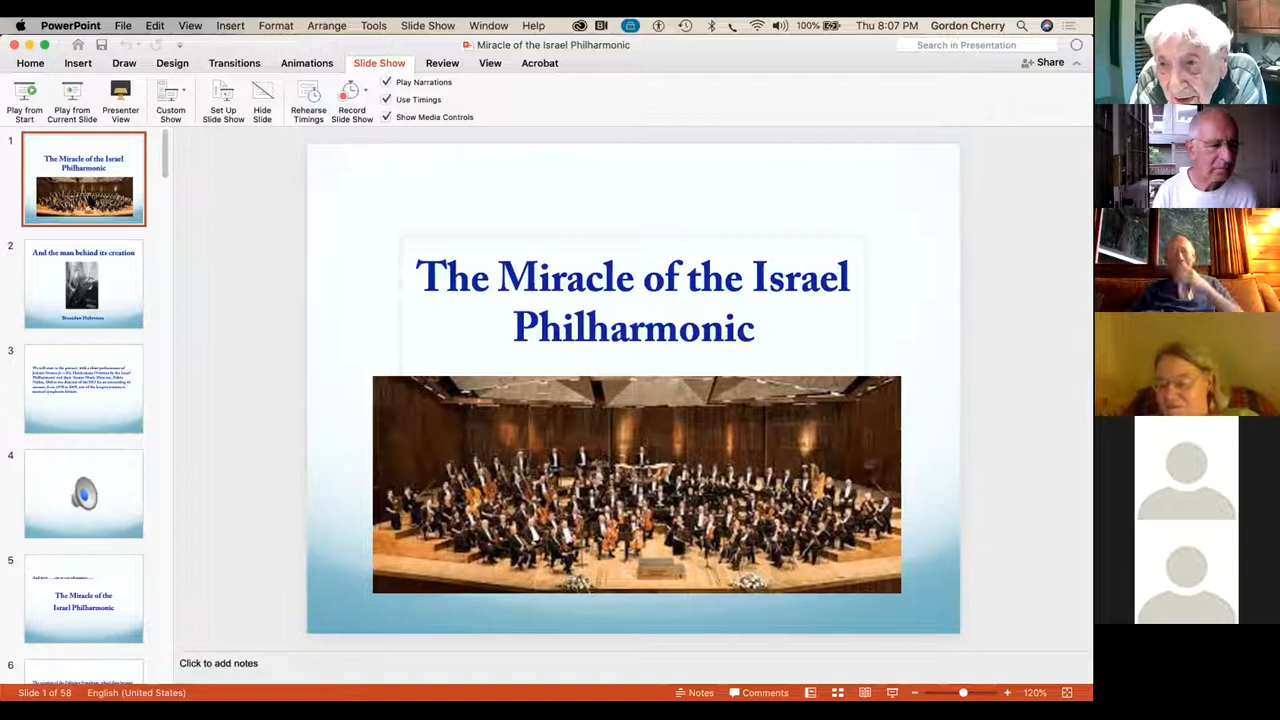 PowerPoint File Edit View Insert Format Arrange Tools Slide Show Window Help 100% Thu 8:07 PM Gordon Cherry
Miracle of the Israel Philharmonic
Search in Presentation
Home Insert Draw Design Transitions Animations Slide Show Review View Acrobat Share
Play from Start
Play from Current Slide
Presenter View
Custom Show
Set Up Slide Show
Hide Slide
Rehearse Timings
Record Slide Show
Play Narrations
Use Timings
Show Media Controls
1
The Miracle of the Israel
Philharmonic
2
And the man behind its creation
Bronislaw Huberman
3
4
5
The Miracle of the
Israel Philharmonic
6
The Miracle of the Israel
Philharmonic
Click to add notes
Slide 1 of 58 English (United States) Notes Comments 120%